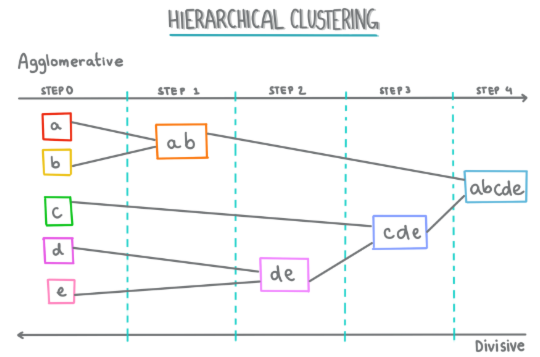 HIERARCHICAL CLUSTERING
Agglomerative
STEP 0 STEP 1 STEP 2 STEP 3 STEP 4
a
ab
b
abcde
c
cde
d
de
e
Divisive